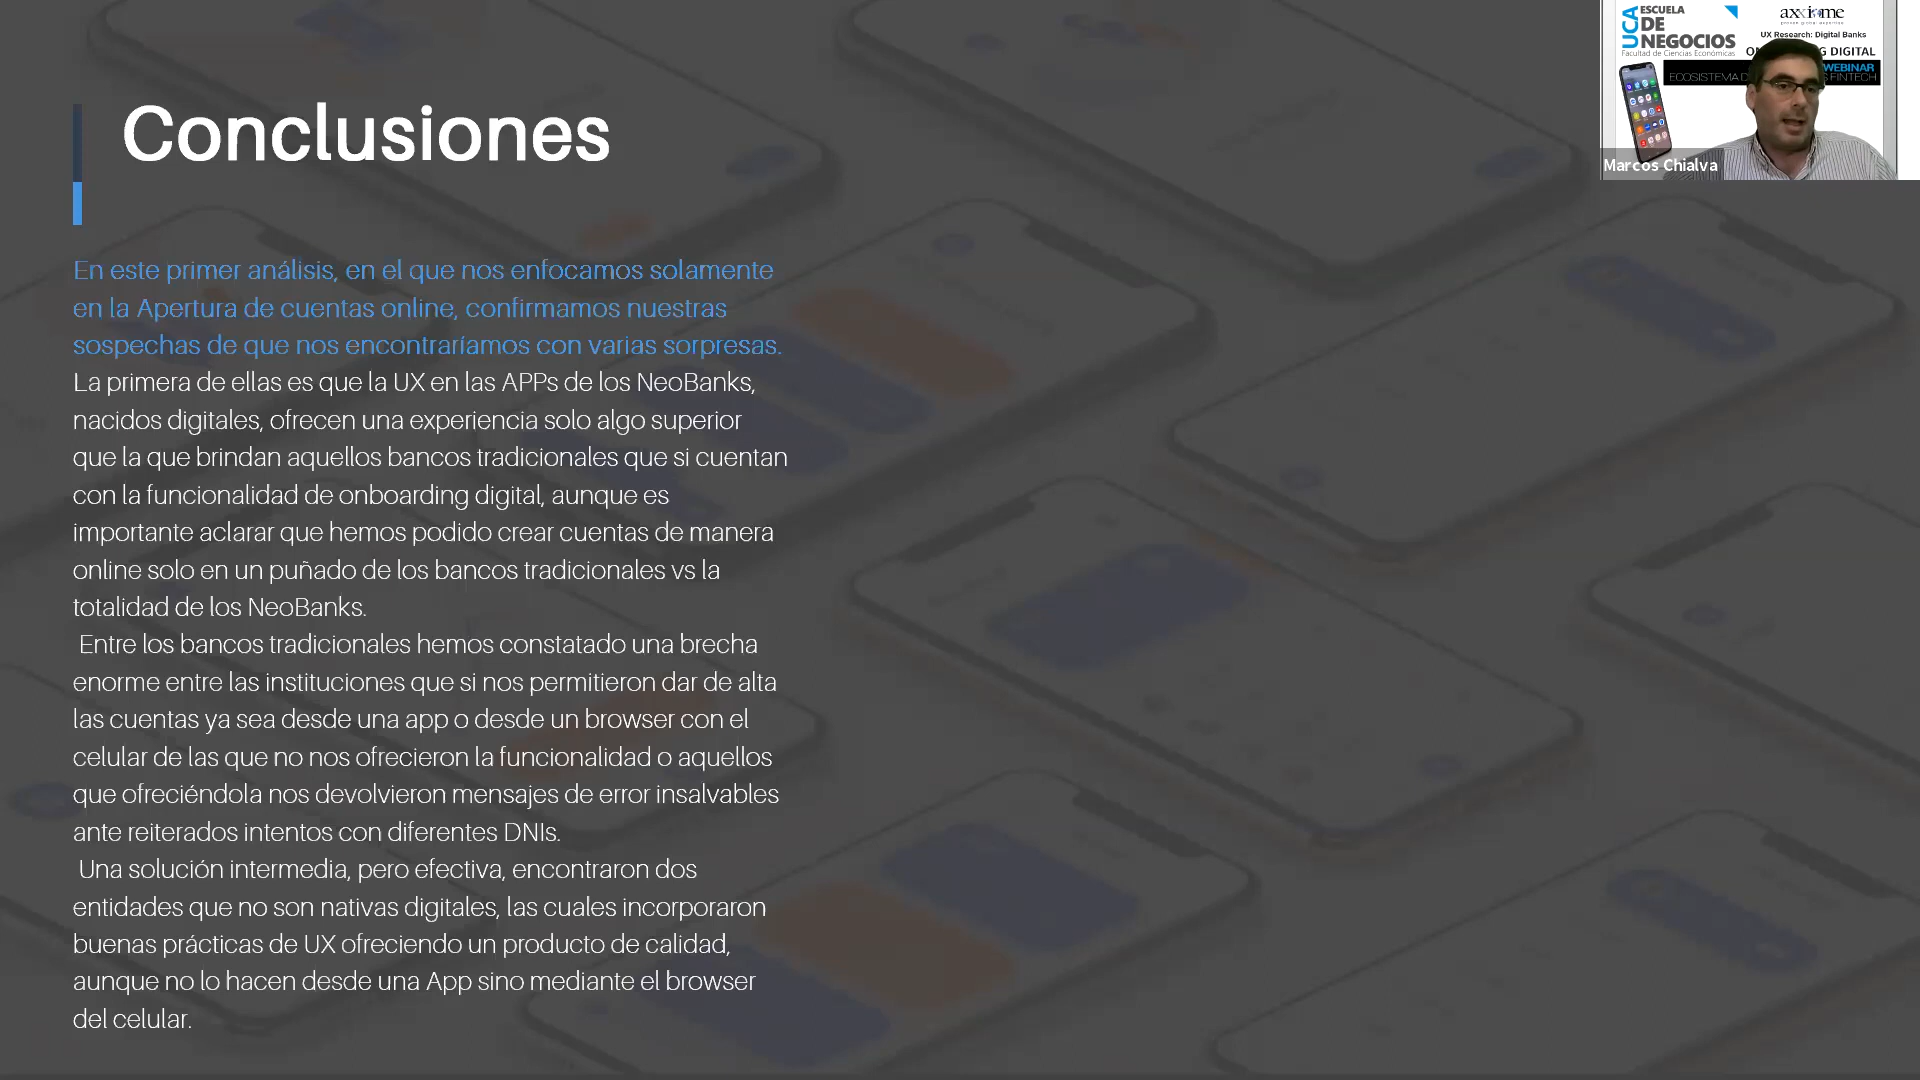 Conclusiones
En este primer análisis, en el que nos enfocamos solamente
en la Apertura de cuentas online, confirmamos nuestras
sospechas de que nos encontraríamos con varias sorpresas.
La primera de ellas es que la UX en las APPs de los NeoBanks,
nacidos digitales, ofrecen una experiencia solo algo superior
que la que brindan aquellos bancos tradicionales que si cuentan
con la funcionalidad de onboarding digital, aunque es
importante aclarar que hemos podido crear cuentas de manera
online solo en un puñado de los bancos tradicionales vs la
totalidad de los NeoBanks.
Entre los bancos tradicionales hemos constatado una brecha
enorme entre las instituciones que si nos permitieron dar de alta
las cuentas ya sea desde una app o desde un browser con el
celular de las que no nos ofrecieron la funcionalidad o aquellos
que ofreciéndola nos devolvieron mensajes de error insalvables
ante reiterados intentos con diferentes DNIs.
Una solución intermedia, pero efectiva, encontraron dos
entidades que no son nativas digitales, las cuales incorporaron
buenas prácticas de UX ofreciendo un producto de calidad,
aunque no lo hacen desde una App sino mediante el browser
del celular.
UCA
ESCUELA
DE
NEGOCIOS
Facultad de Ciencias Económicas
axxiome
UX Research: Digital Banks
DIGITAL
WEBINAR
ECOSISTEMA
FINTECH
Marcos Chialva